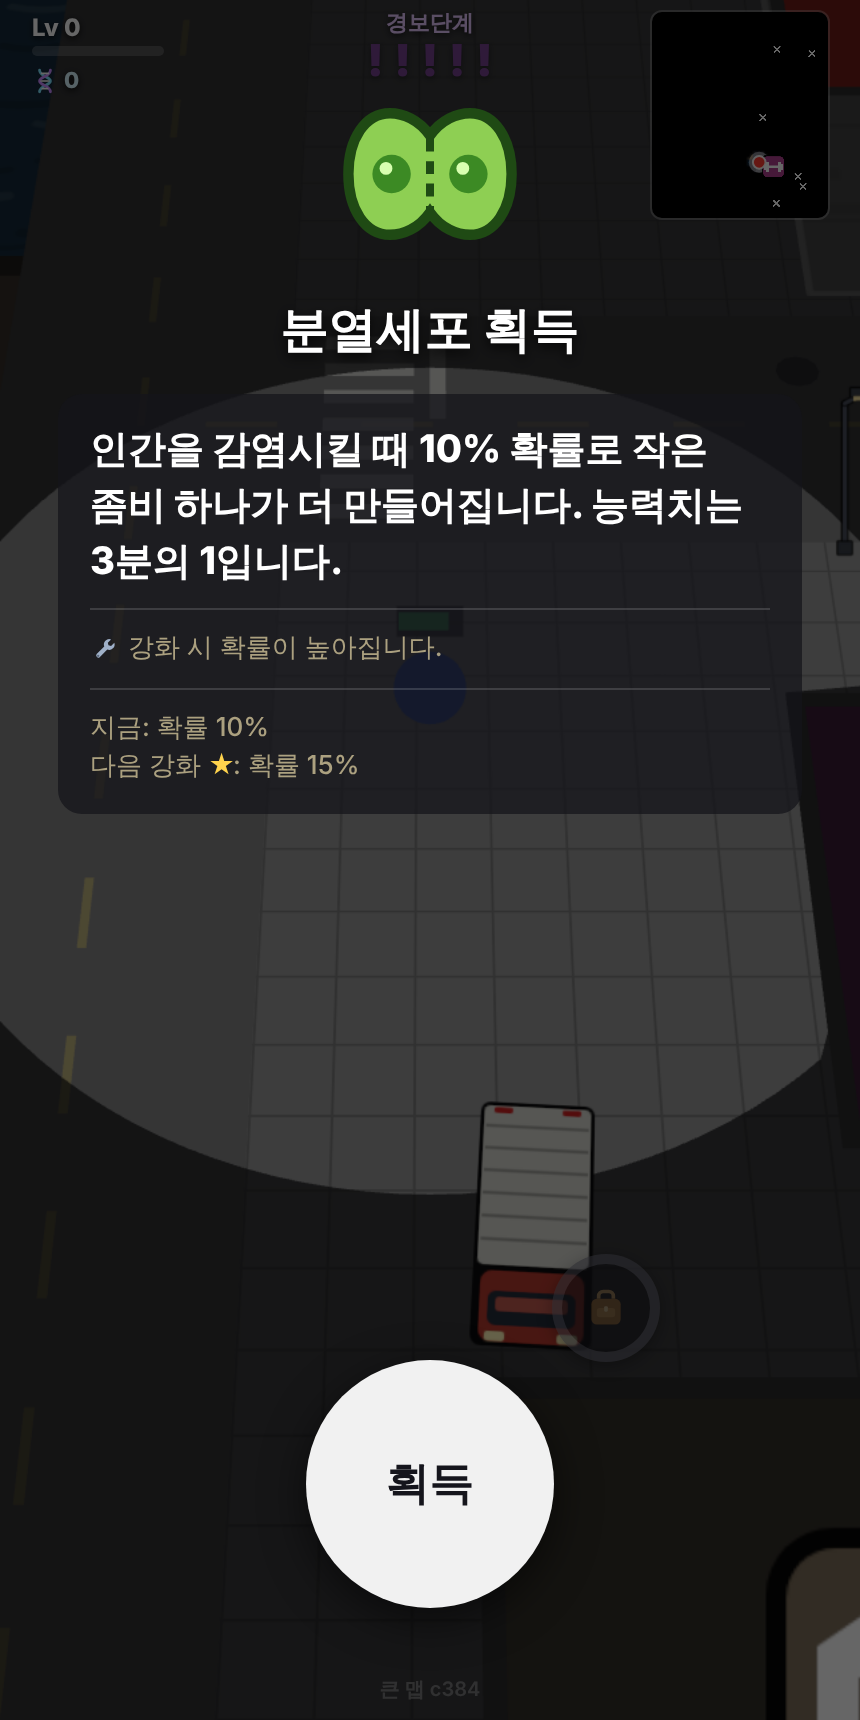 Lv 0
0
경보단계
! ! ! ! !
분열세포 획득
인간을 감염시킬 때 10% 확률로 작은
좀비 하나가 더 만들어집니다. 능력치는
3분의 1입니다.
강화 시 확률이 높아집니다.
지금: 확률 10%
다음 강화 ★: 확률 15%
획득
큰 맵 c384